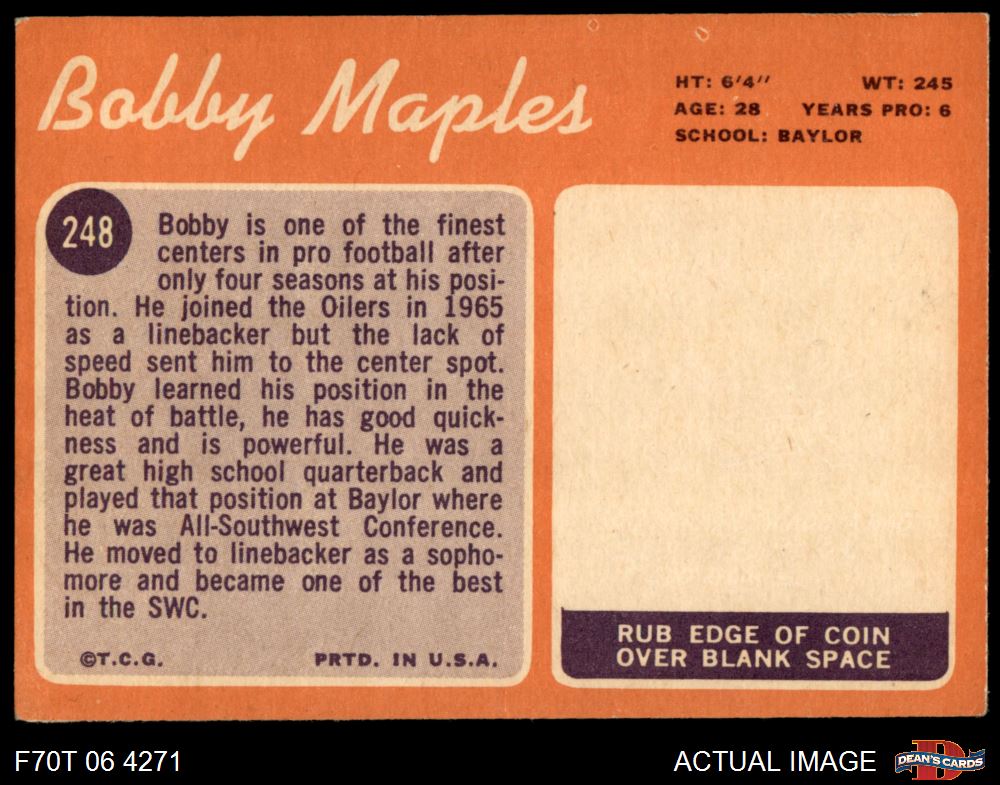 Bobby Maples
HT: 6'4" WT: 245
AGE: 28 YEARS PRO: 6
SCHOOL: BAYLOR
248
Bobby is one of the finest
centers in pro football after
only four seasons at his posi-
tion. He joined the Oilers in 1965
as a linebacker but the lack of
speed sent him to the center spot.
Bobby learned his position in the
heat of battle, he has good quick-
ness and is powerful. He was a
great high school quarterback and
played that position at Baylor where
he was All-Southwest Conference.
He moved to linebacker as a sopho-
more and became one of the best
in the SWC.
©T.C.G. PRTD. IN U.S.A.
RUB EDGE OF COIN
OVER BLANK SPACE
F70T 06 4271
ACTUAL IMAGE
D
DEAN'S CARDS